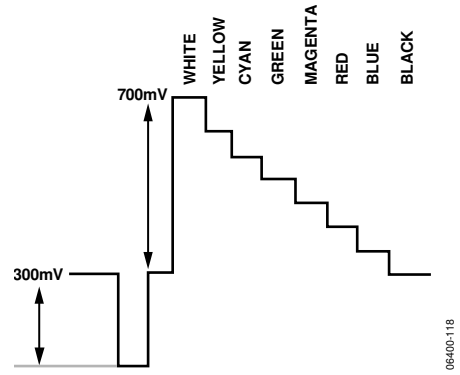 WHITE
YELLOW
CYAN
GREEN
MAGENTA
RED
BLUE
BLACK
700mV
300mV
06400-118